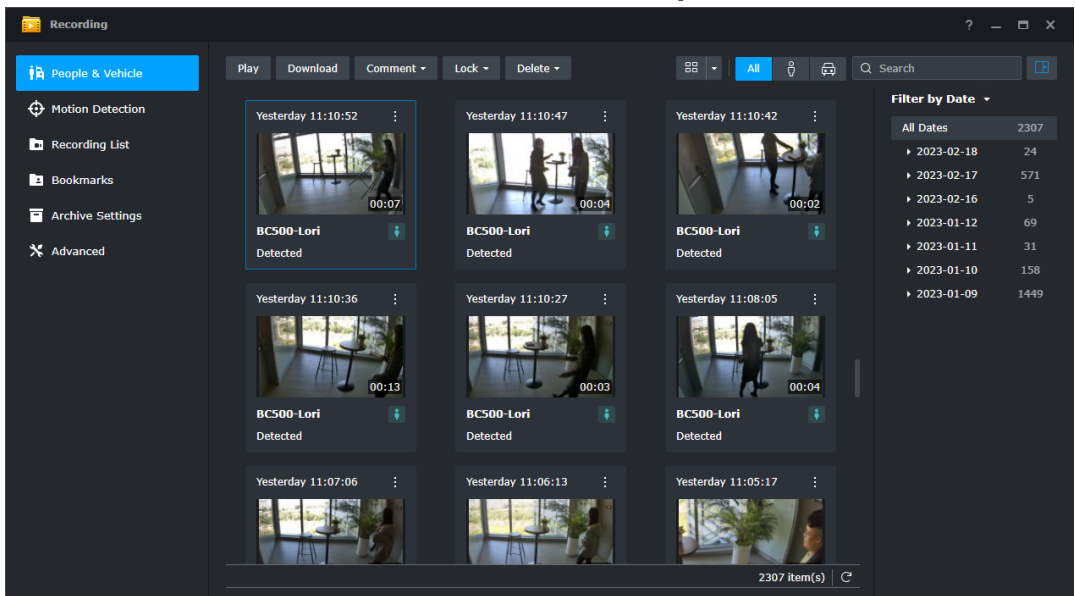 Recording
?
People & Vehicle
Motion Detection
Recording List
Bookmarks
Archive Settings
Advanced
Play Download Comment Lock Delete All Search
Yesterday 11:10:52 Yesterday 11:10:47 Yesterday 11:10:42
00:07 00:04 00:02
BC500-Lori BC500-Lori BC500-Lori
Detected Detected Detected
Yesterday 11:10:36 Yesterday 11:10:27 Yesterday 11:08:05
00:13 00:03 00:04
BC500-Lori BC500-Lori BC500-Lori
Detected Detected Detected
Yesterday 11:07:06 Yesterday 11:06:13 Yesterday 11:05:17
2307 item(s)
Filter by Date
All Dates 2307
2023-02-18 24
2023-02-17 571
2023-02-16 5
2023-01-12 69
2023-01-11 31
2023-01-10 158
2023-01-09 1449